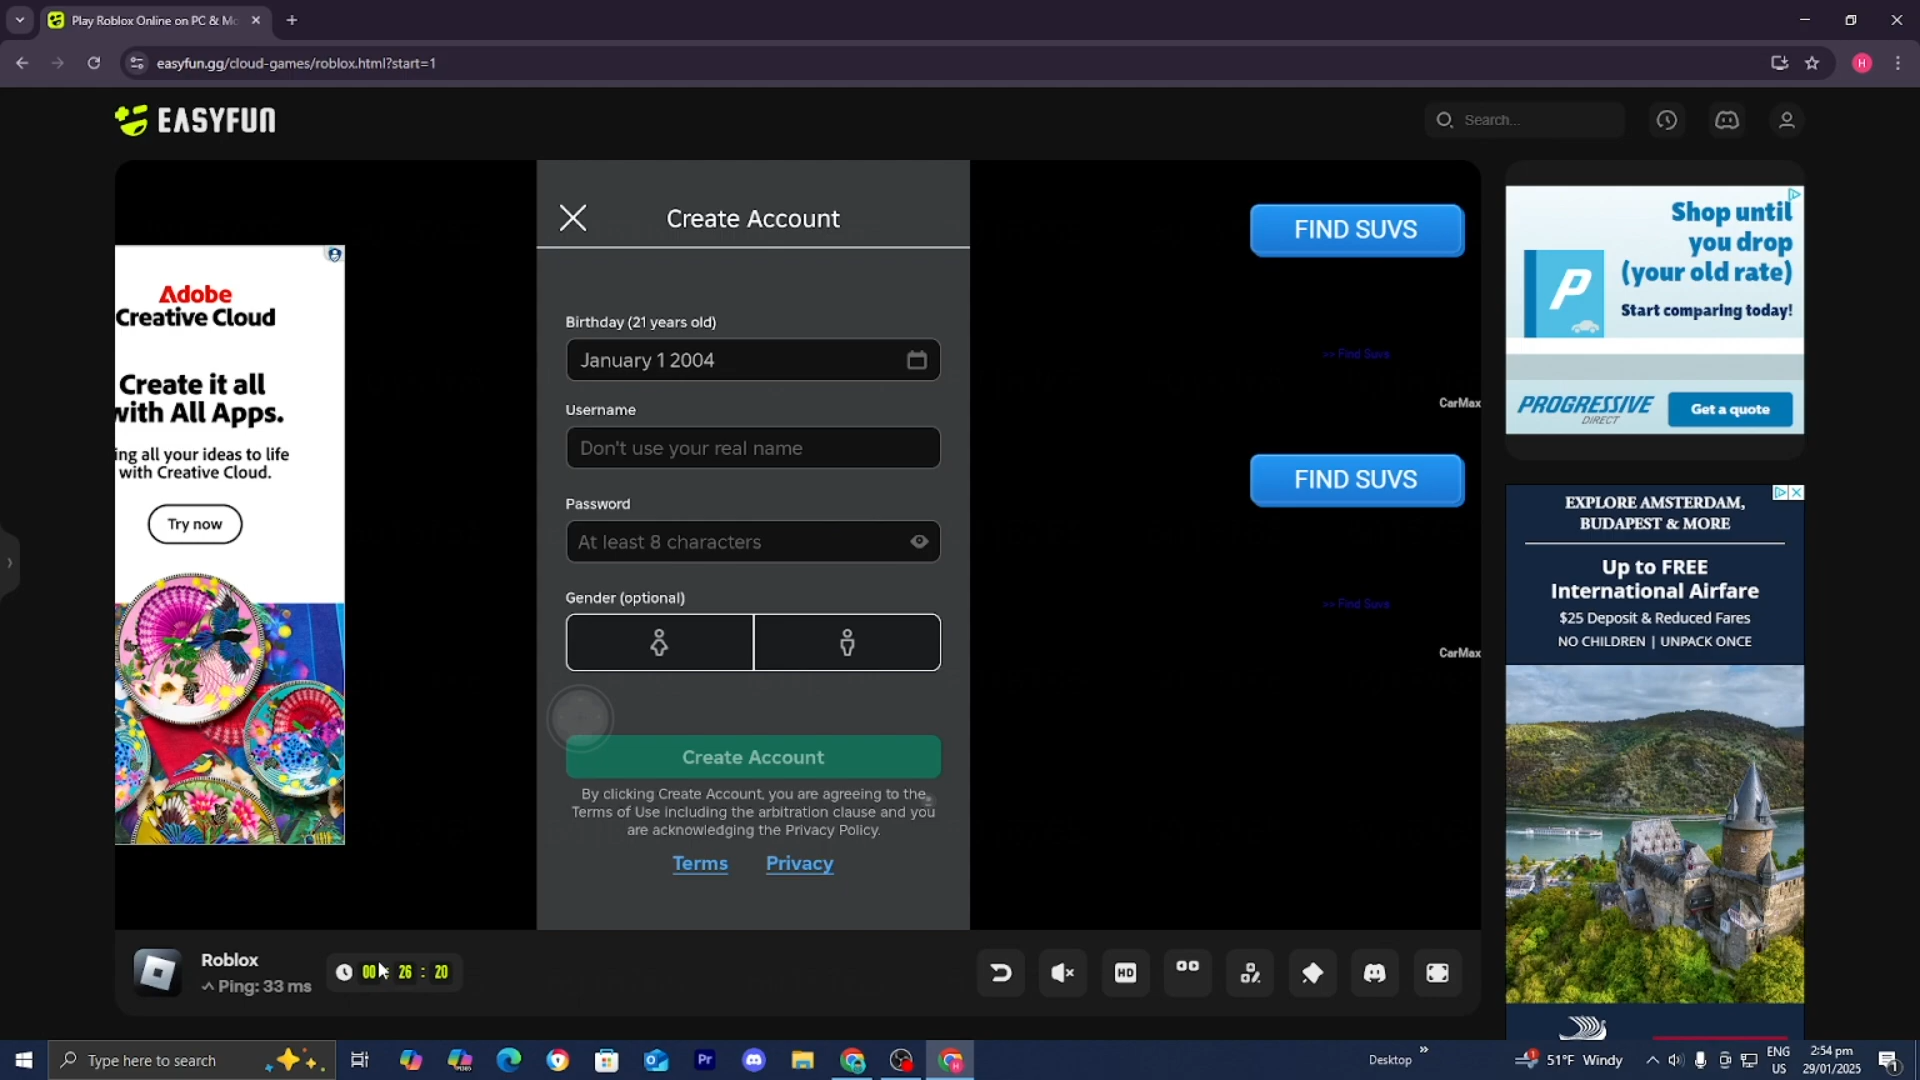 Play Roblox Online on PC & Mo
easyfun.gg/cloud-games/roblox.html?start=1
H
EASYFUN
Search...
Adobe
Creative Cloud
Create it all
with All Apps.
ing all your ideas to life
with Creative Cloud.
Try now
Create Account
Birthday (21 years old)
January 1 2004
Username
Don't use your real name
Password
At least 8 characters
Gender (optional)
Create Account
By clicking Create Account, you are agreeing to the
Terms of Use including the arbitration clause and you
are acknowledging the Privacy Policy.
Terms Privacy
FIND SUVS
>> Find Suvs
CarMax
FIND SUVS
>> Find Suvs
CarMax
Shop until
you drop
(your old rate)
Start comparing today!
P
PROGRESSIVE
DIRECT
Get a quote
EXPLORE AMSTERDAM,
BUDAPEST & MORE
Up to FREE
International Airfare
$25 Deposit & Reduced Fares
NO CHILDREN | UNPACK ONCE
Roblox
Ping: 33 ms
00 : 26 : 20
HD
Type here to search
Pr
Desktop
51°F Windy
ENG
US
2:54 pm
29/01/2025